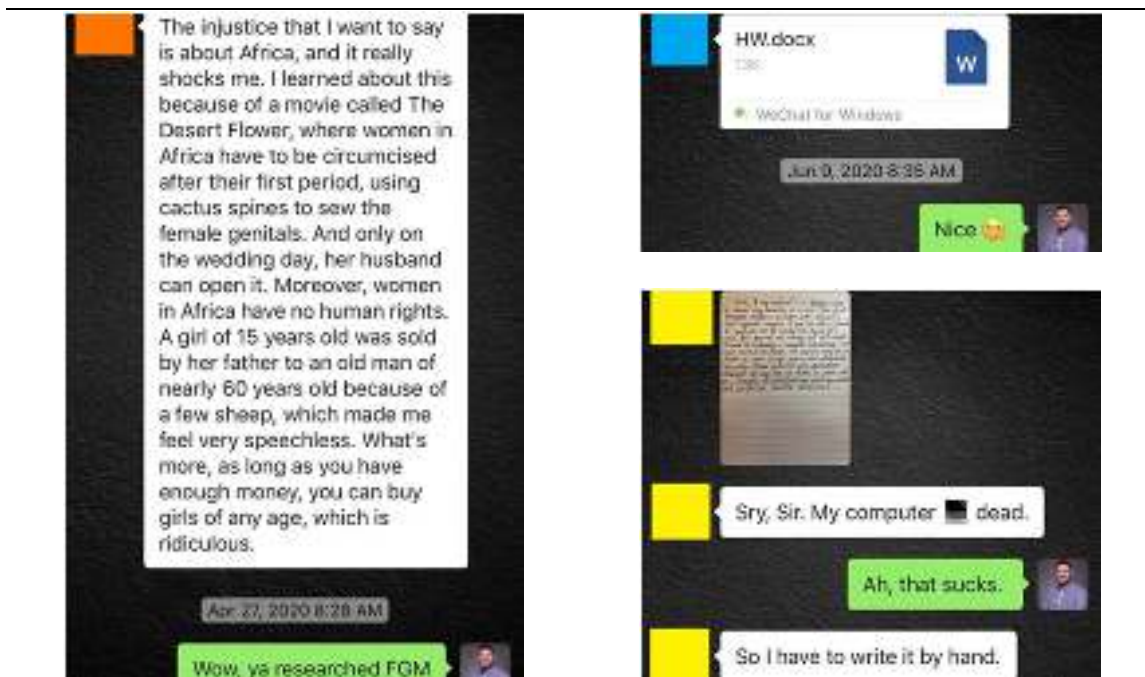 The injustice that I want to say
is about Africa, and it really
shocks me. I learned about this
because of a movie called The
Desert Flower, where women in
Africa have to be circumcised
after their first period, using
cactus spines to sew the
female genitals. And only on
the wedding day, her husband
can open it. Moreover, women
in Africa have no human rights.
A girl of 15 years old was sold
by her father to an old man of
nearly 60 years old because of
a few sheep, which made me
feel very speechless. What's
more, as long as you have
enough money, you can buy
girls of any age, which is
ridiculous.
Apr 27, 2020 8:28 AM
Wow, ya researched FGM
HW.docx
W
WeChat for Windows
Jun 9, 2020 8:35 AM
Nice
Sry, Sir. My computer dead.
Ah, that sucks.
So I have to write it by hand.